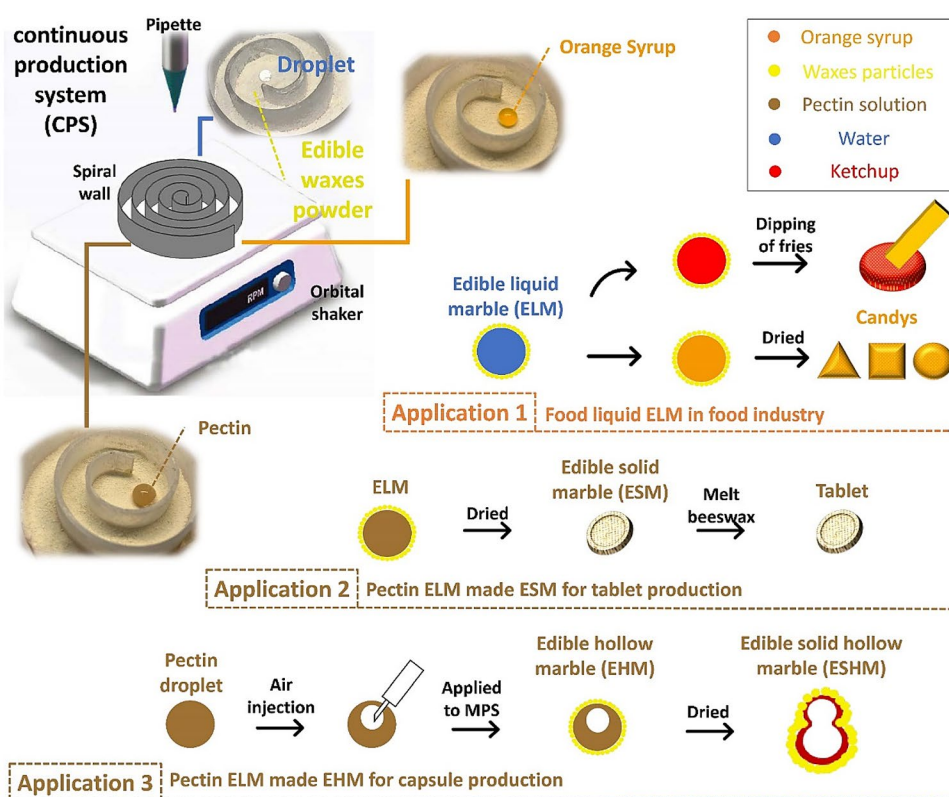 continuous
production
system
(CPS)
Pipette
Droplet
Orange Syrup
Edible
waxes
powder
Spiral
wall
RPM
Orbital
shaker
Pectin
Orange syrup
Waxes particles
Pectin solution
Water
Ketchup
Edible liquid
marble (ELM)
Dipping
of fries
Dried
Candys
Application 1
Food liquid ELM in food industry
ELM
Dried
Edible solid
marble (ESM)
Melt
beeswax
Tablet
Application 2
Pectin ELM made ESM for tablet production
Pectin
droplet
Air
injection
Applied
to MPS
Edible hollow
marble (EHM)
Dried
Edible solid hollow
marble (ESHM)
Application 3
Pectin ELM made EHM for capsule production